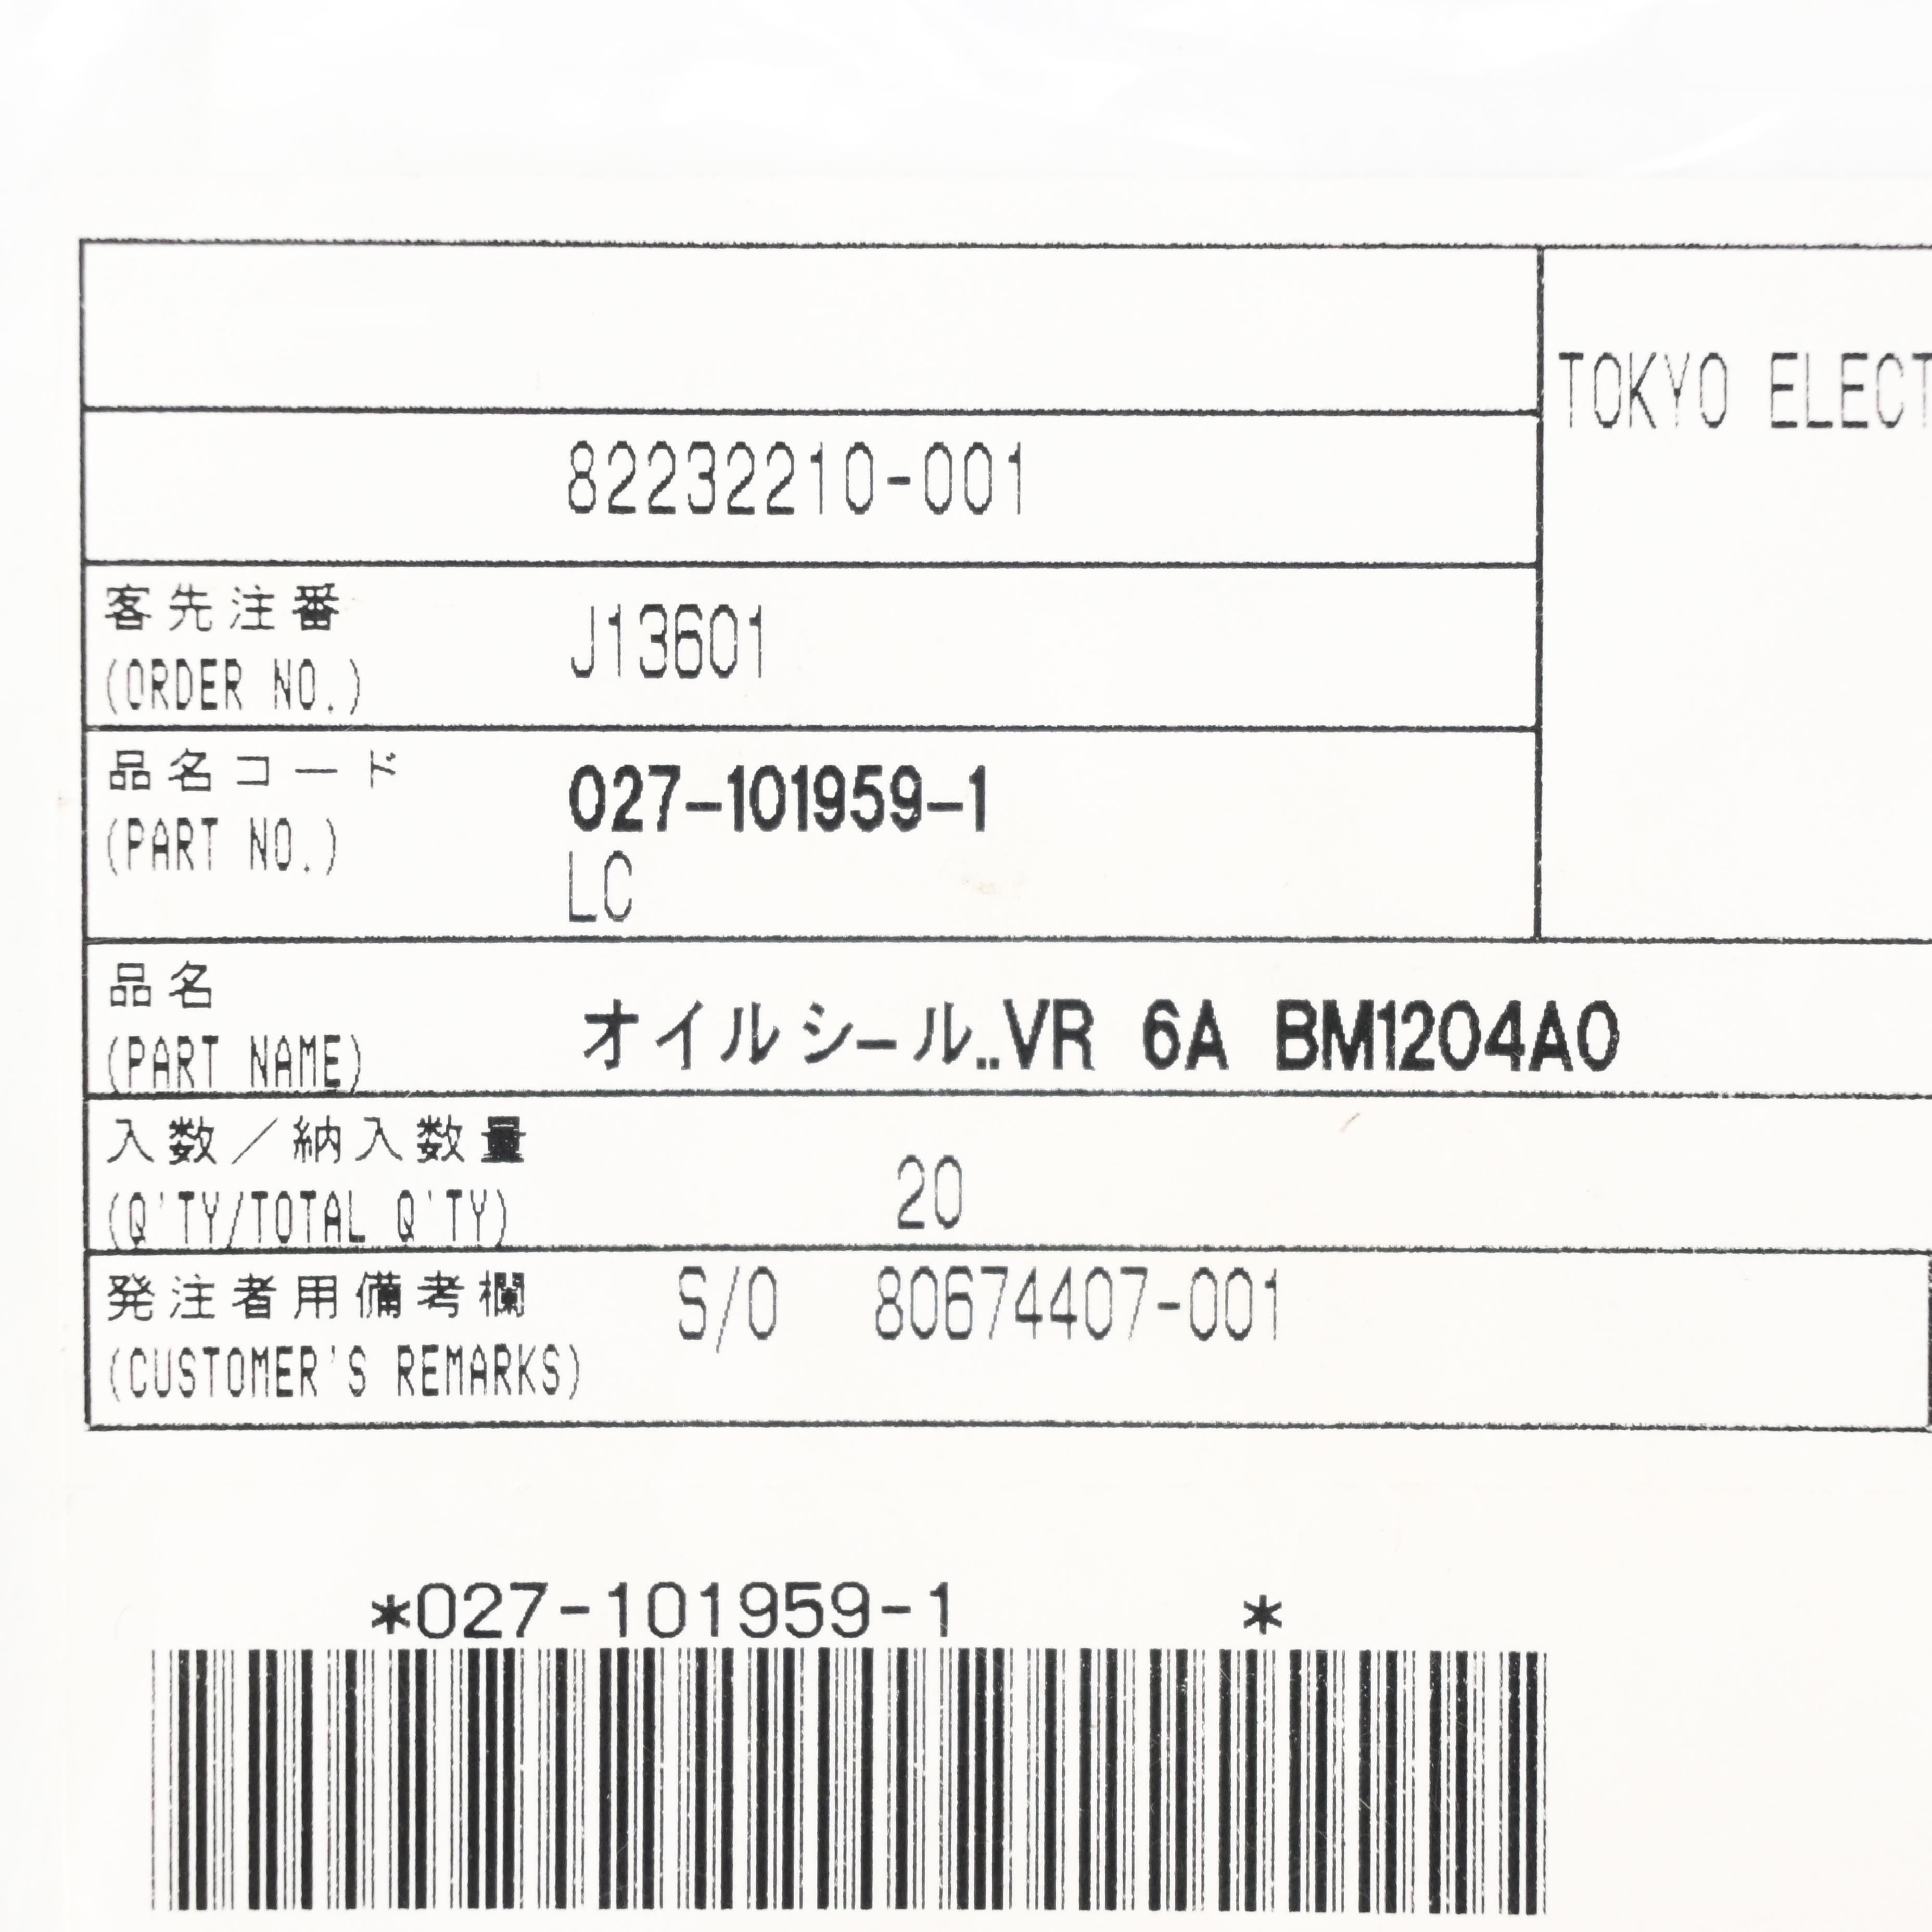 TOKYO ELECT
82232210-001
客先注番
(ORDER NO.)
J13601
品名コード
(PART NO.)
027-101959-1
LC
品名
(PART NAME)
オイルシール..VR 6A BM1204A0
入数/納入数量
(Q'TY/TOTAL Q'TY)
20
発注者用備考欄
(CUSTOMER'S REMARKS)
S/O 80674407-001
*027-101959-1 *